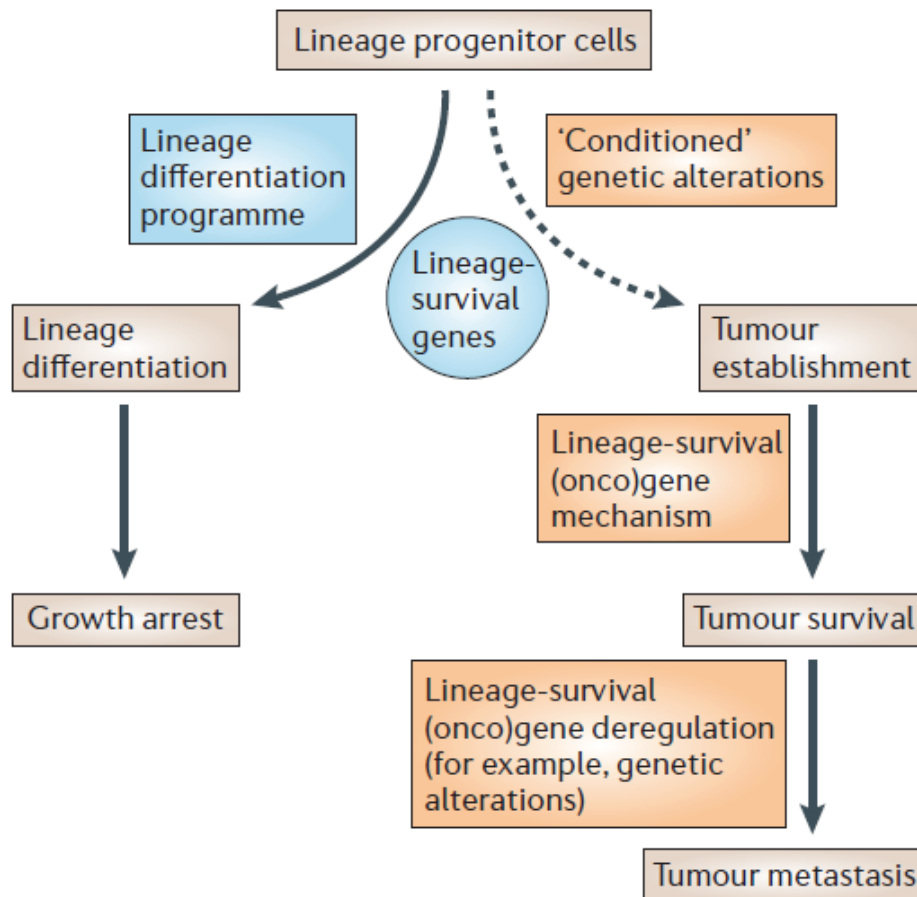 Lineage progenitor cells
Lineage
differentiation
programme
‘Conditioned’
genetic alterations
Lineage-
survival
genes
Lineage
differentiation
Tumour
establishment
Lineage-survival
(onco)gene
mechanism
Growth arrest
Tumour survival
Lineage-survival
(onco)gene deregulation
(for example, genetic
alterations)
Tumour metastasis